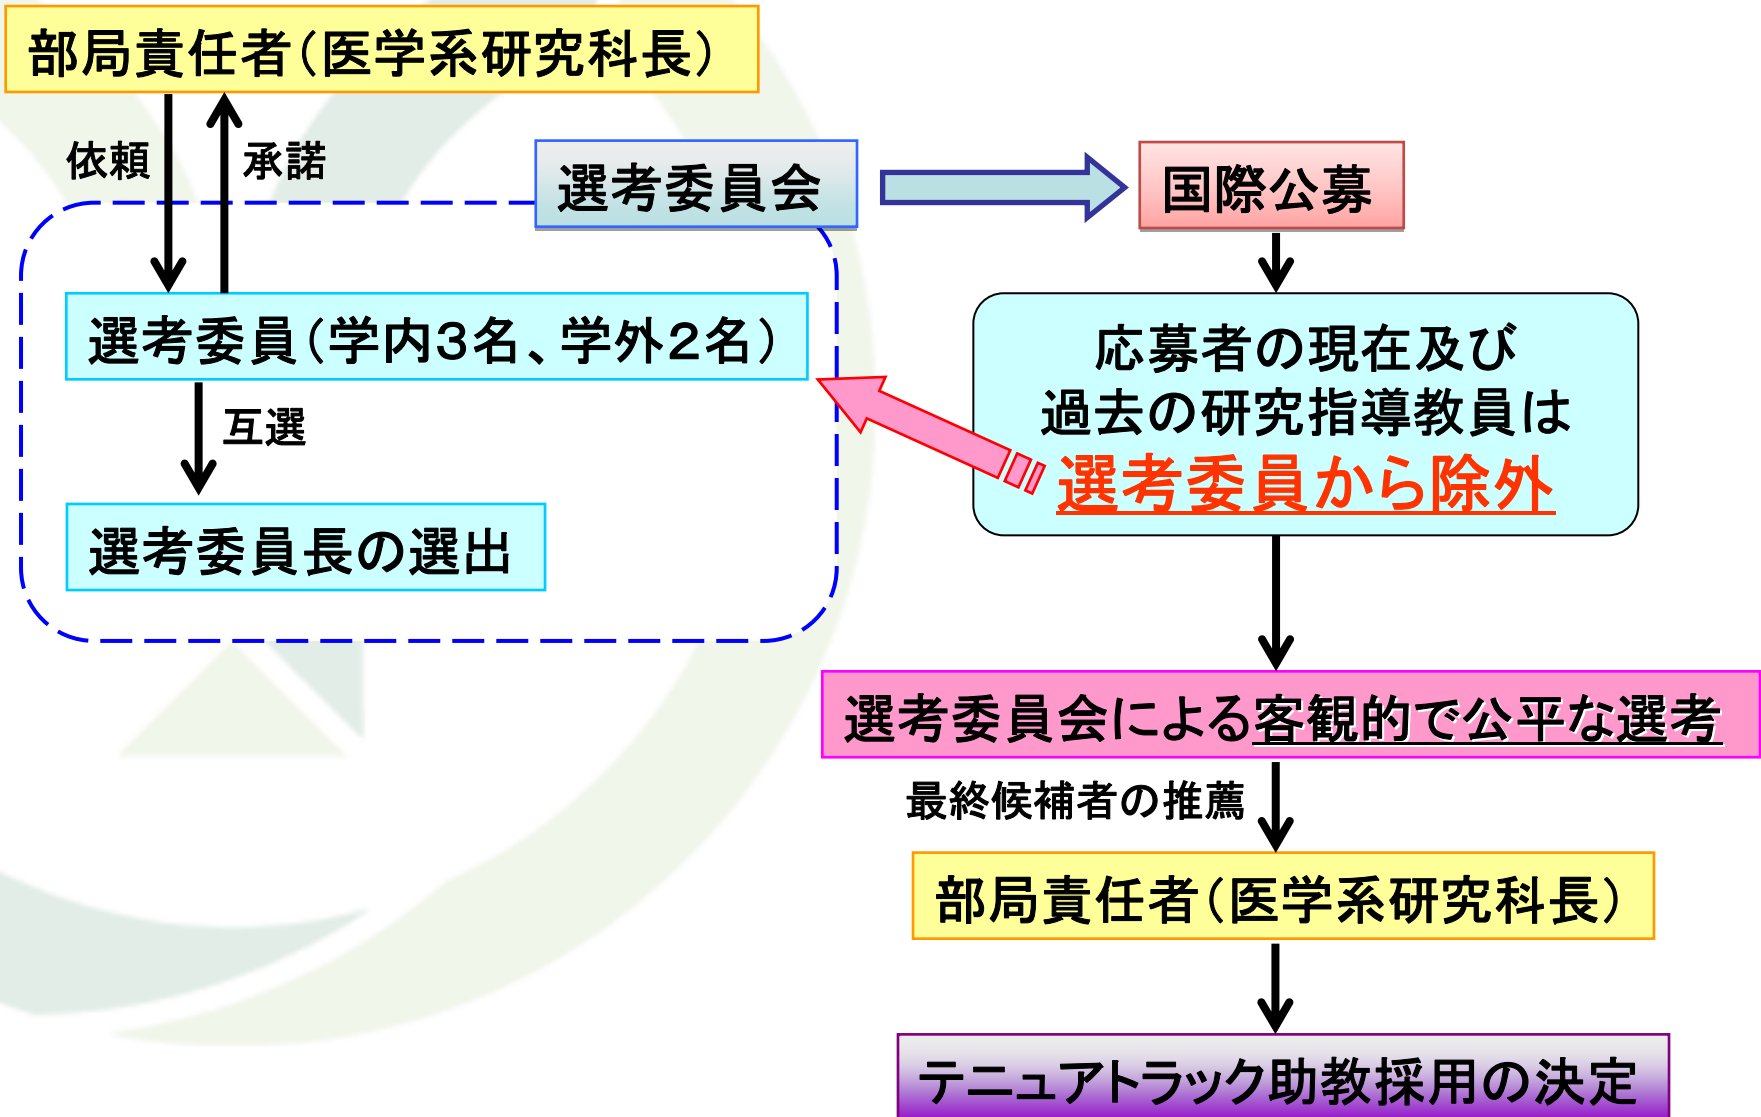 部局責任者（医学系研究科長）
依頼
承諾
選考委員会
選考委員（学内３名、学外２名）
互選
選考委員長の選出
国際公募
応募者の現在及び
過去の研究指導教員は
選考委員から除外
選考委員会による客観的で公平な選考
最終候補者の推薦
部局責任者（医学系研究科長）
テニュアトラック助教採用の決定